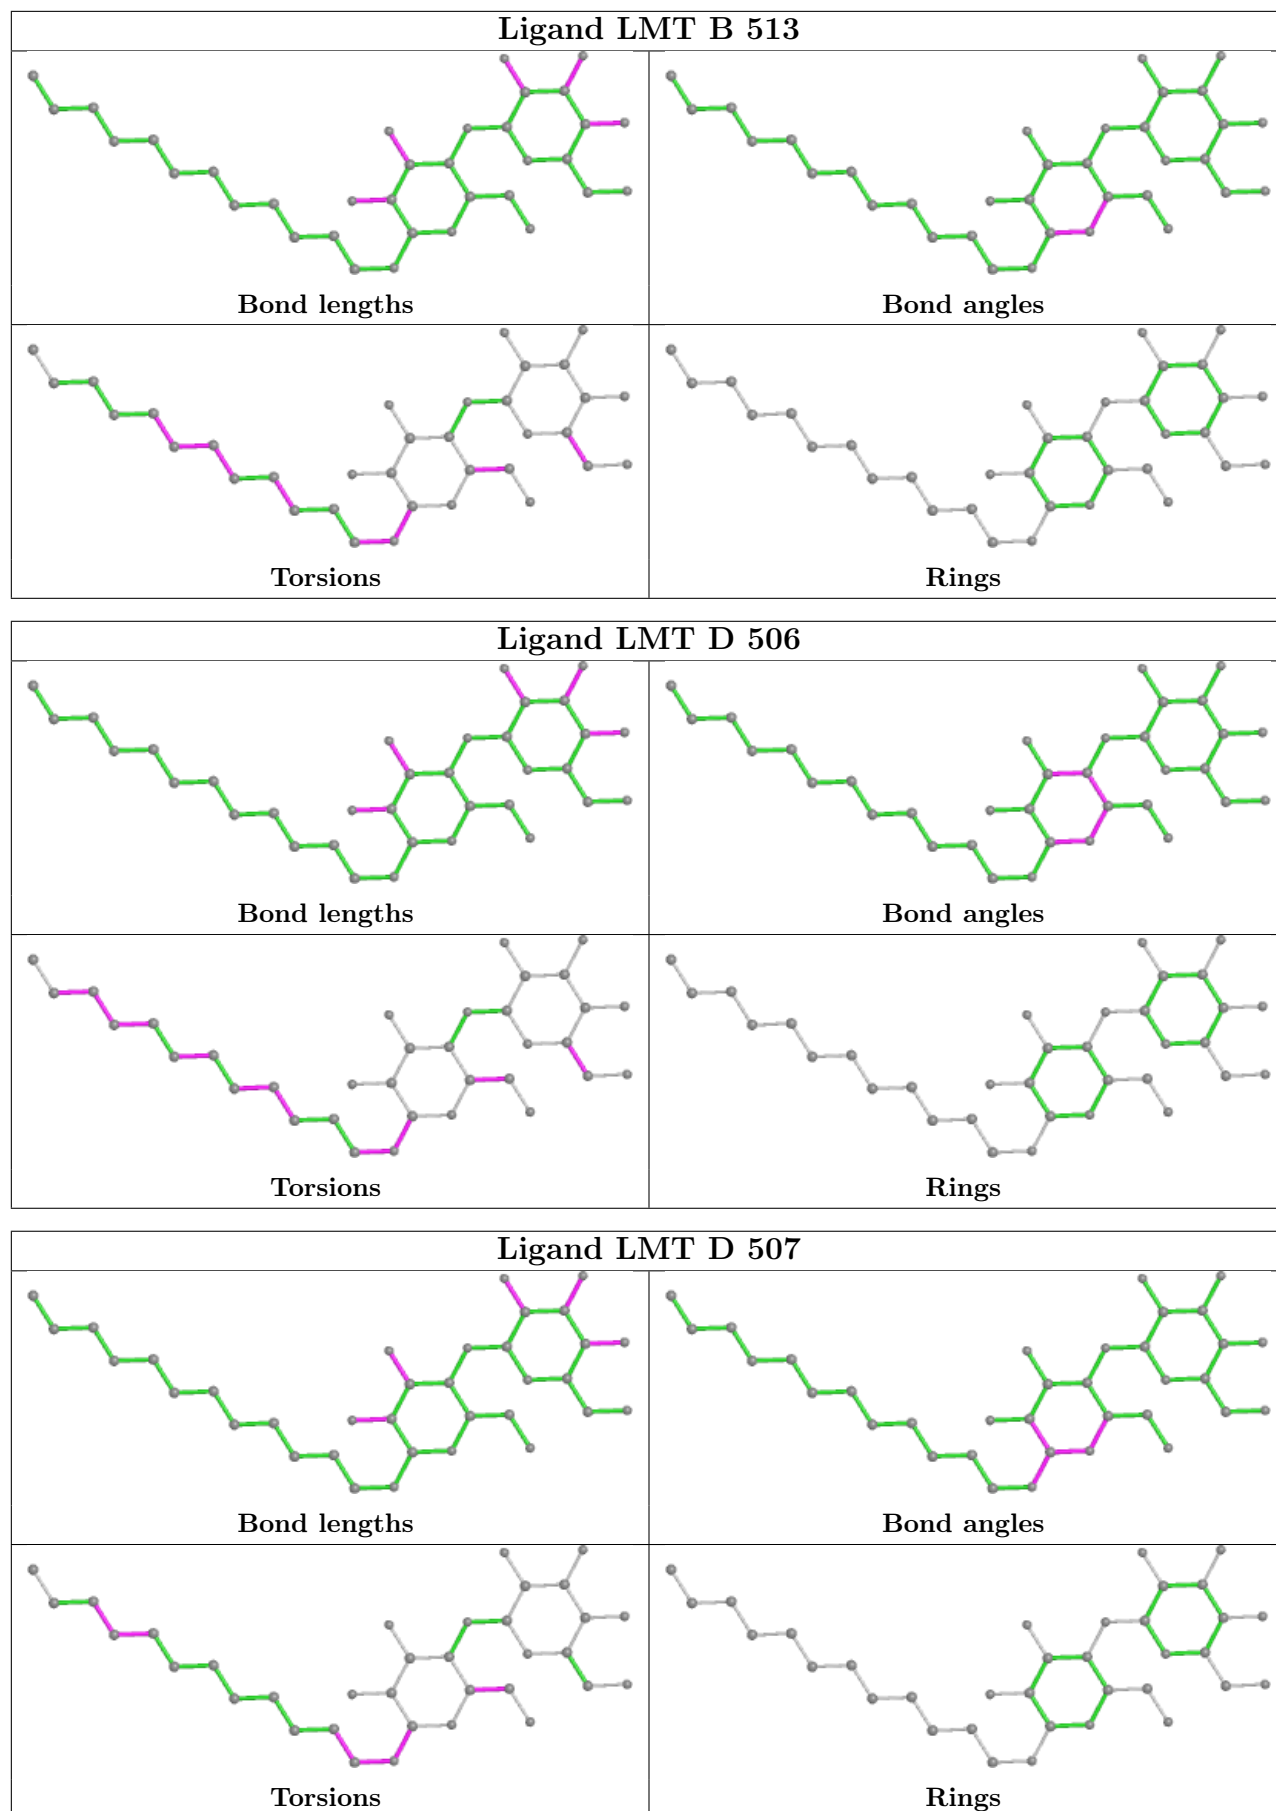 Ligand LMT B 513
Bond lengths
Bond angles
Torsions
Rings
Ligand LMT D 506
Bond lengths
Bond angles
Torsions
Rings
Ligand LMT D 507
Bond lengths
Bond angles
Torsions
Rings